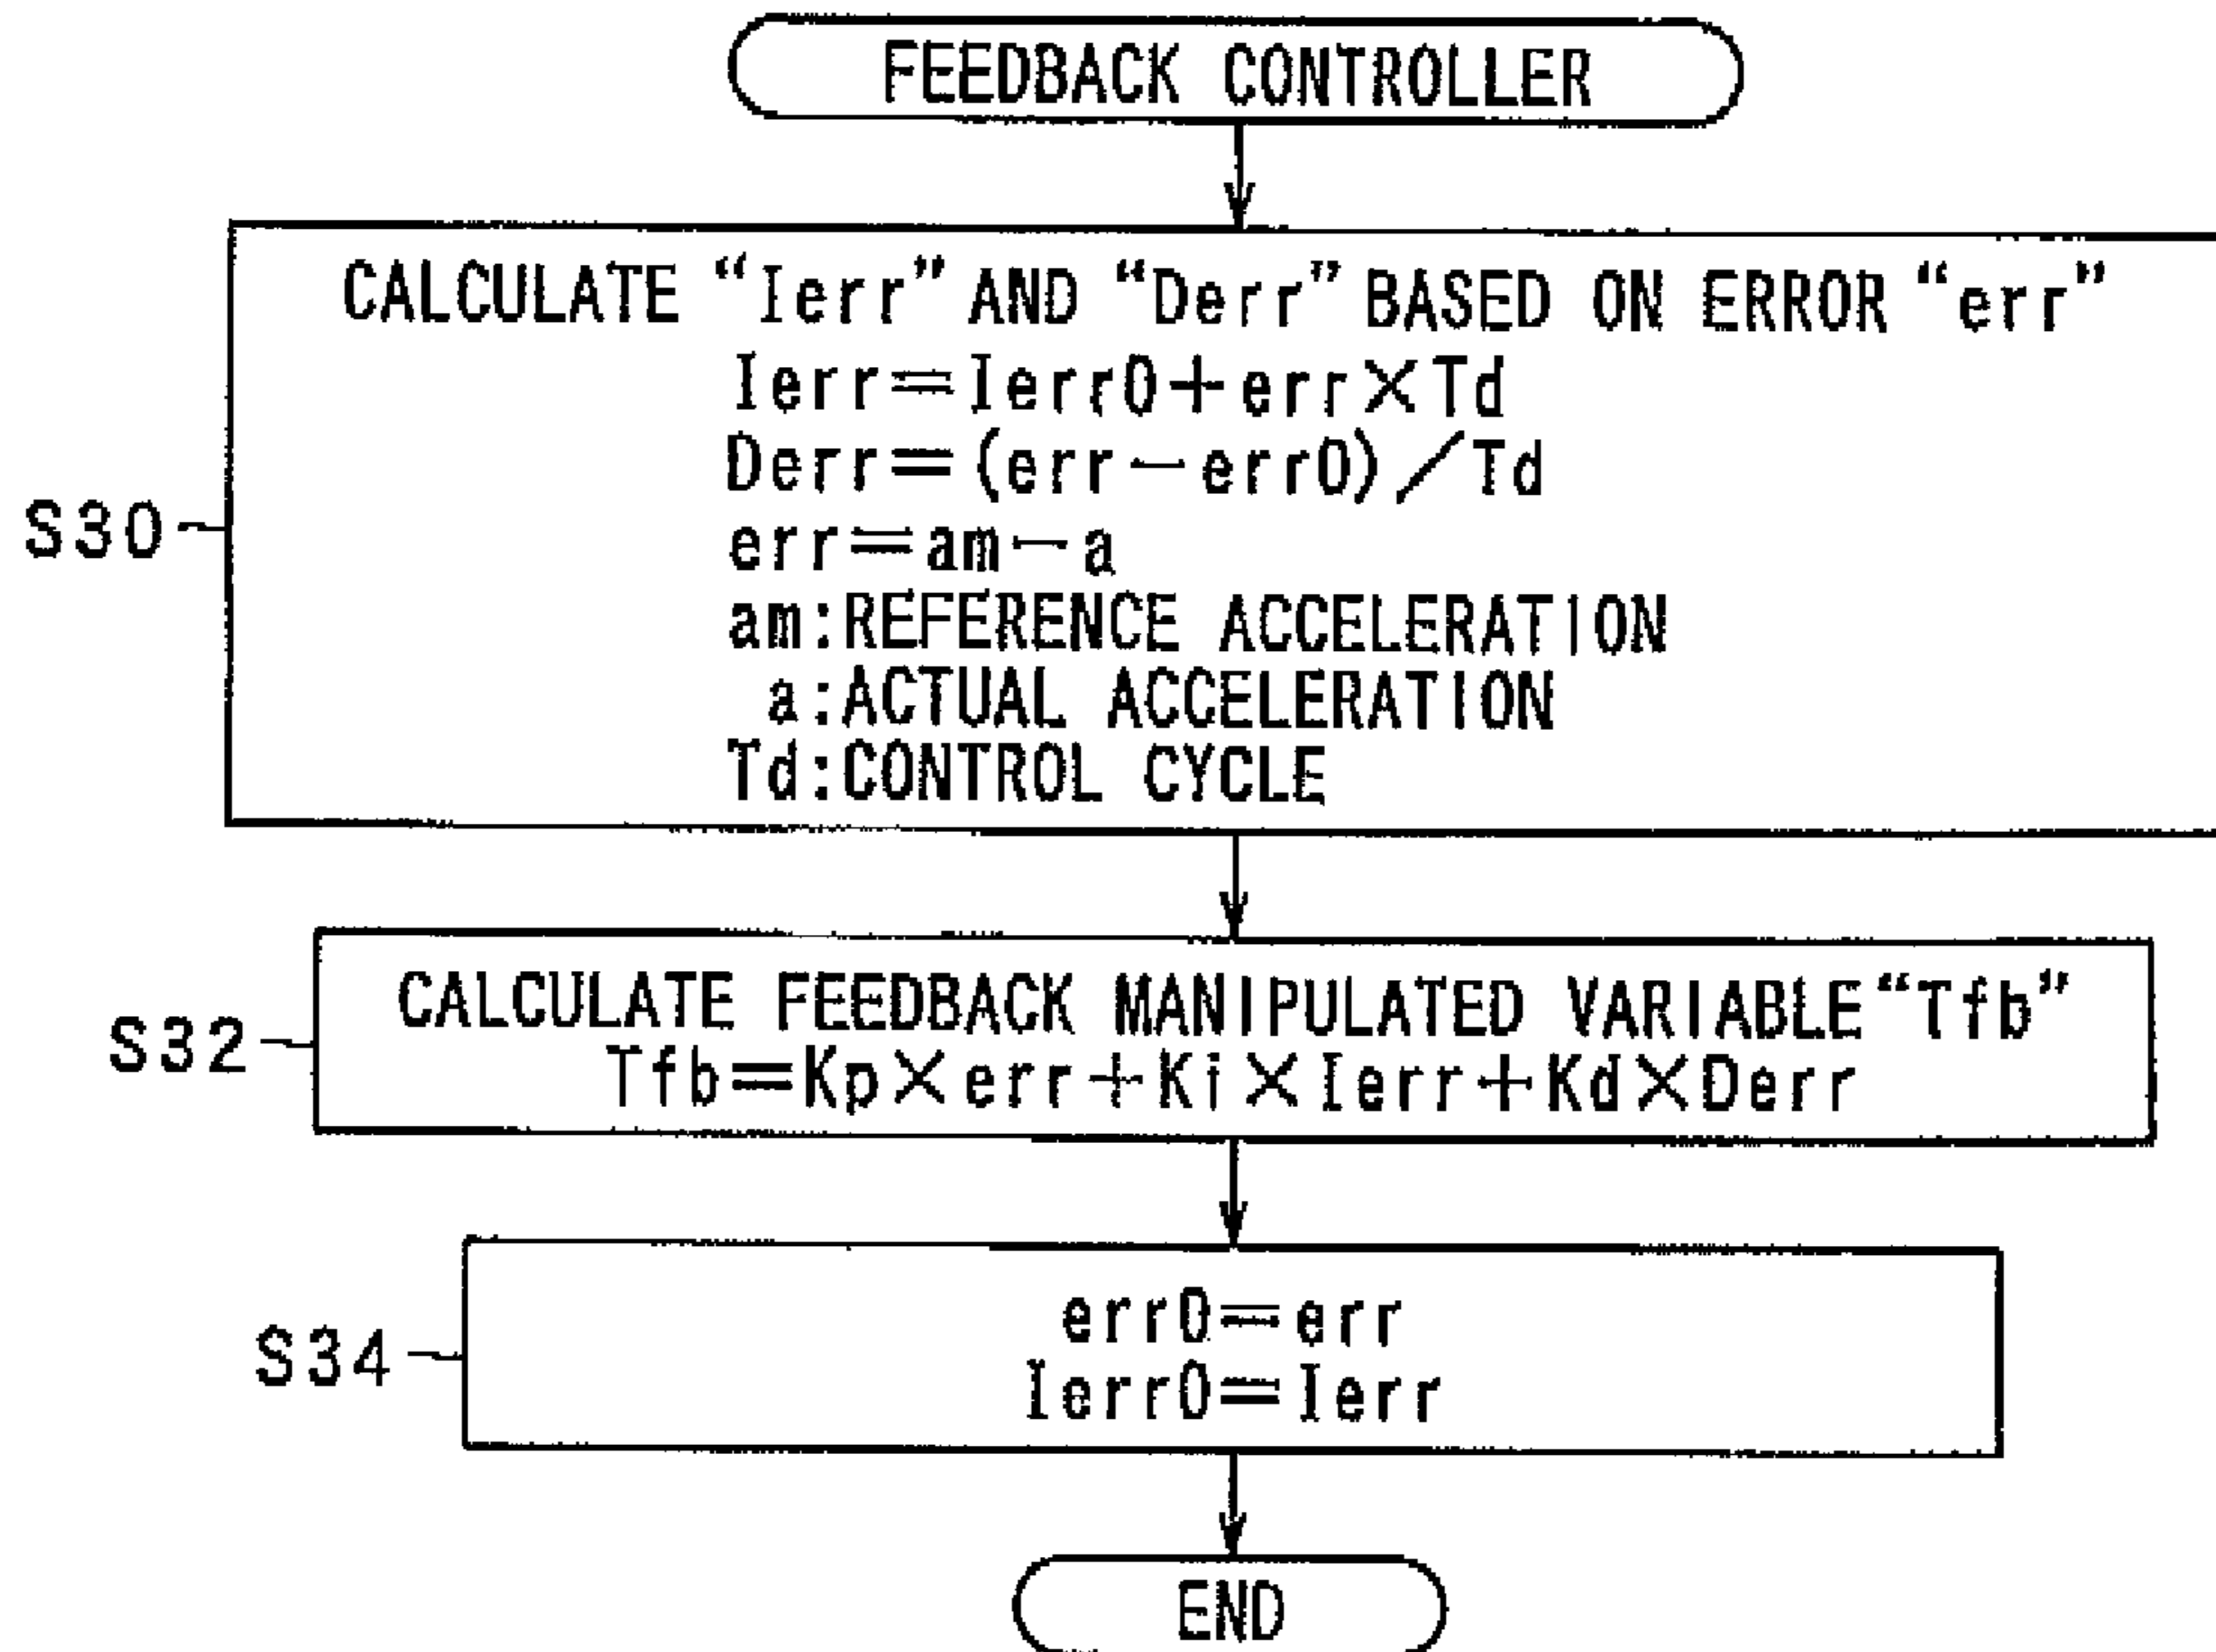 FEEDBACK CONTROLLER
CALCULATE “Ierr” AND “Derr” BASED ON ERROR “err”
Ierr=Ierr0+err×Td
Derr=(err−err0)/Td
S30
err=am−a
am:REFERENCE ACCELERATION
a:ACTUAL ACCELERATION
Td:CONTROL CYCLE
CALCULATE FEEDBACK MANIPULATED VARIABLE “Tfb”
S32
Tfb=Kp×err+Ki×Ierr+Kd×Derr
err0=err
S34
Ierr0=Ierr
END